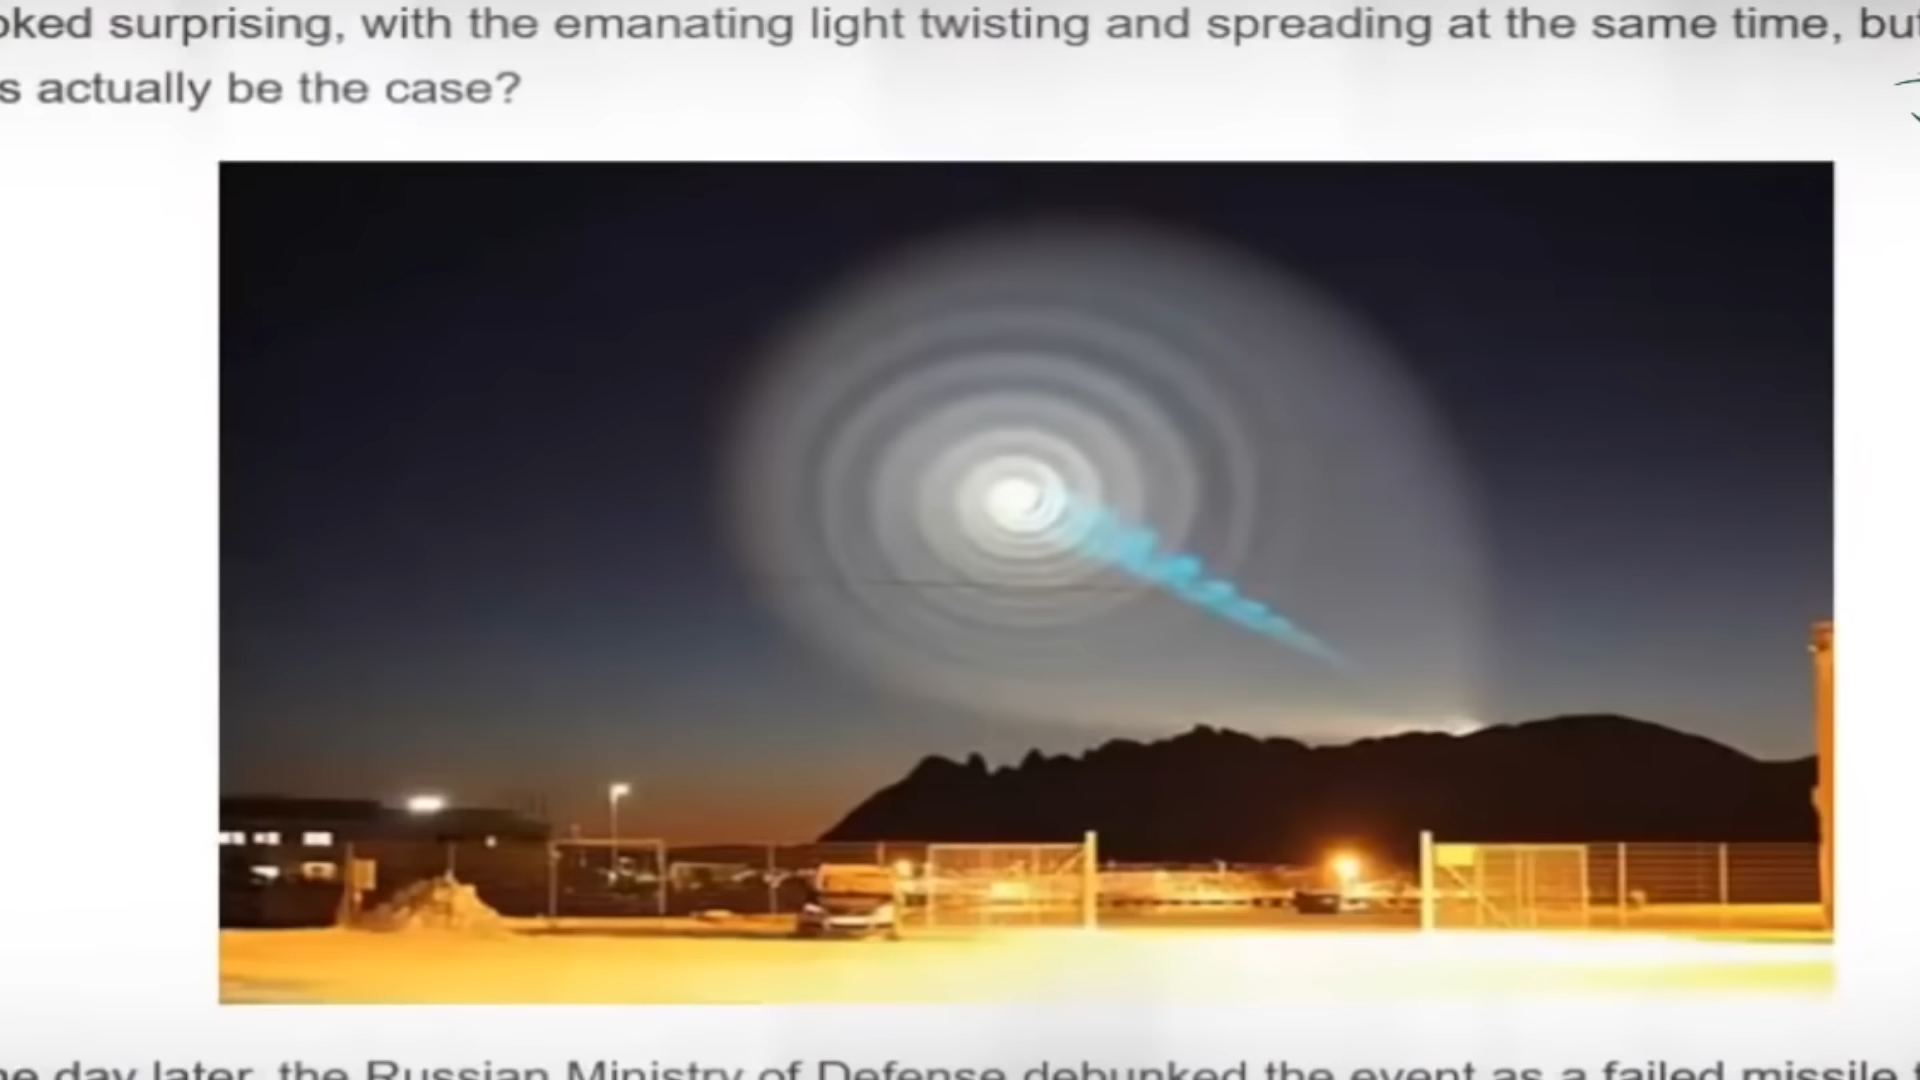 oked surprising, with the emanating light twisting and spreading at the same time, but
s actually be the case?
e day later, the Russian Ministry of Defense debunked the event as a failed missile